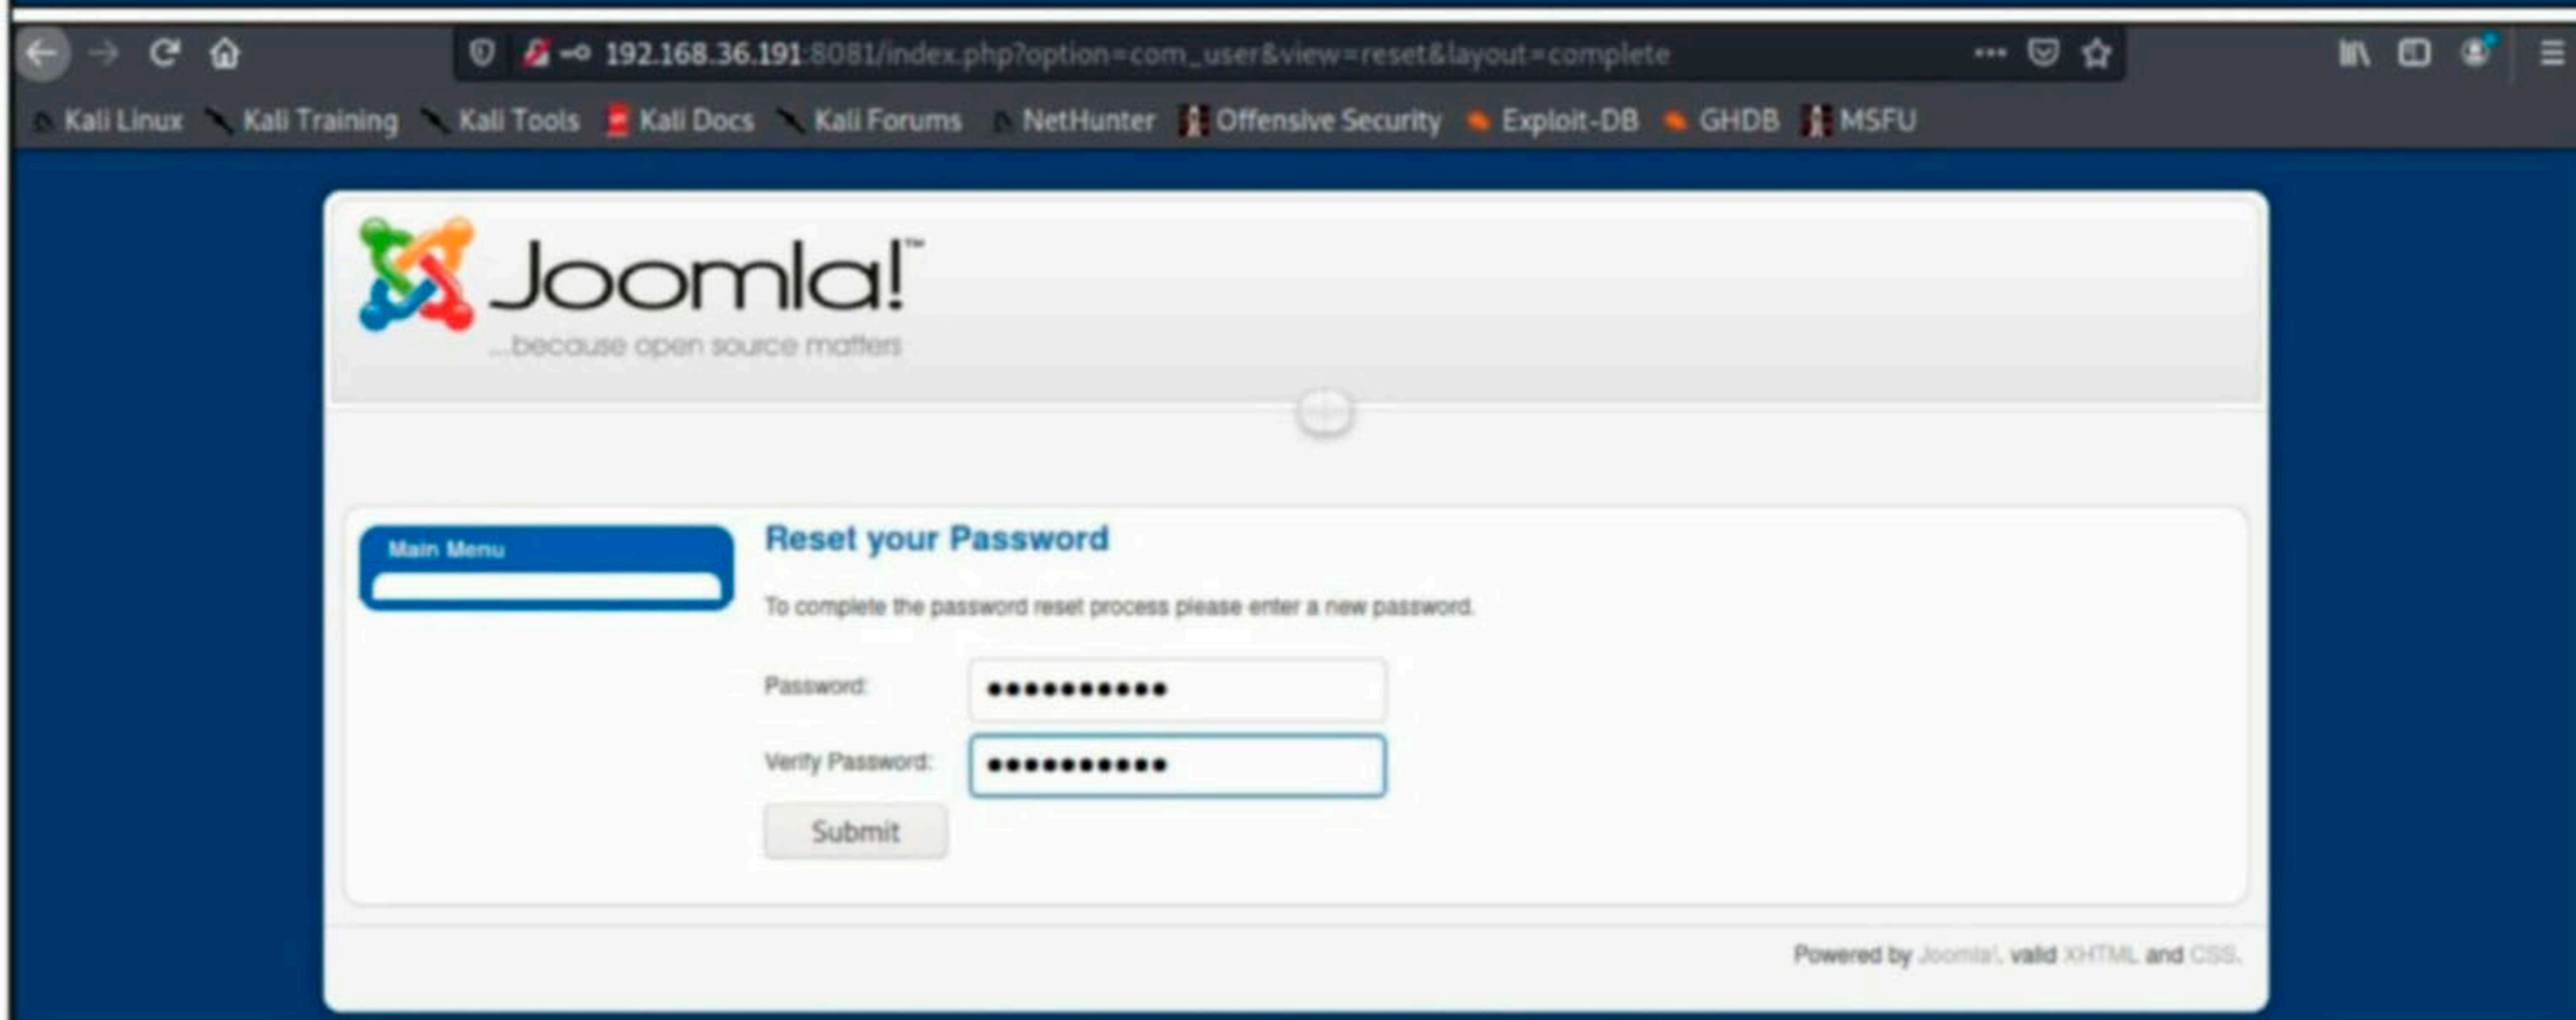 192.168.36.191:8081/index.php?option=com_user&view=reset&layout=complete
Kali Linux Kali Training Kali Tools Kali Docs Kali Forums NetHunter Offensive Security Exploit-DB GHDB MSFU
Joomla!™
...because open source matters
Main Menu
Reset your Password
To complete the password reset process please enter a new password.
Password: ••••••••••
Verify Password: ••••••••••
Submit
Powered by Joomla!. valid XHTML and CSS.